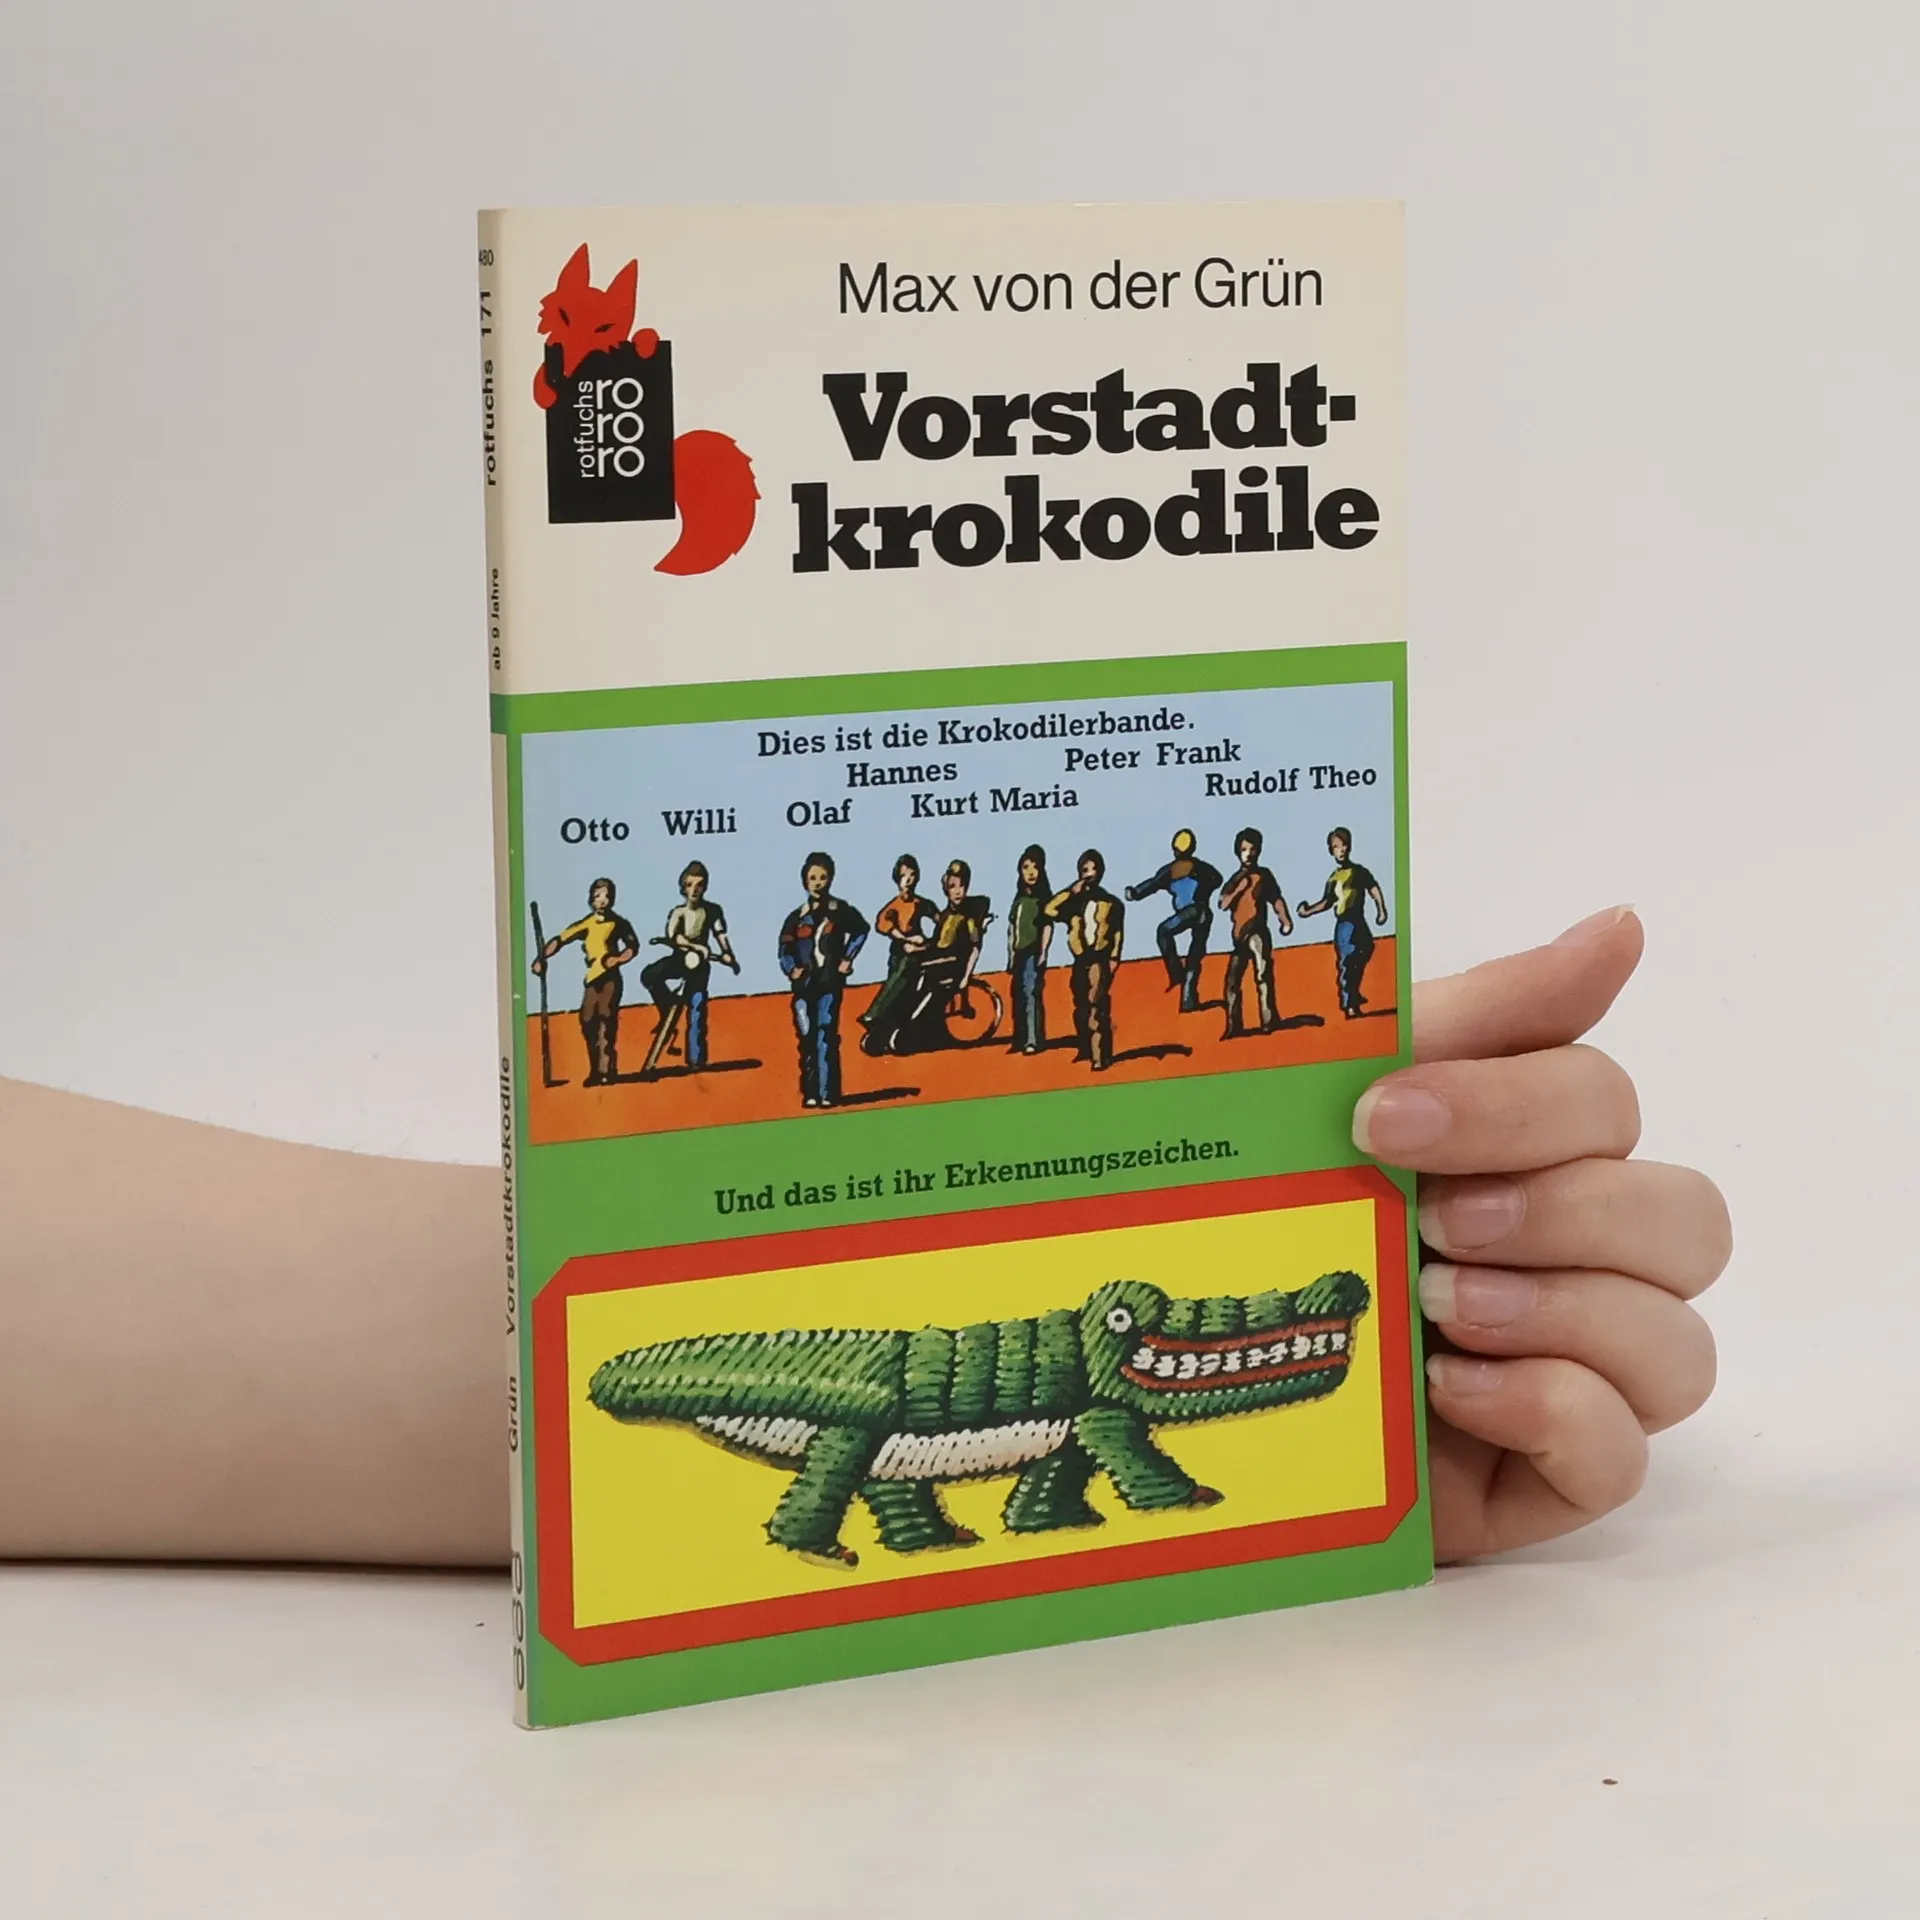 Max von der Grün
Vorstadt-
krokodile
rotfuchs
ro
ro
ro
Dies ist die Krokodilerbande.
Hannes Peter Frank
Otto Willi Olaf Kurt Maria Rudolf Theo
Und das ist ihr Erkennungszeichen.
480
rotfuchs 171
ab 9 Jahre
Grün Vorstadtkrokodile